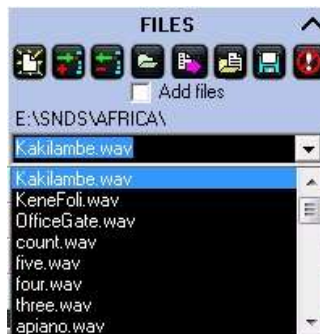 FILES
Add files
E:\SNDS\AFRICA\
Kakilambe.wav
Kakilambe.wav
KeneFoli.wav
OfficeGate.wav
count.wav
five.wav
four.wav
three.wav
apiano.wav